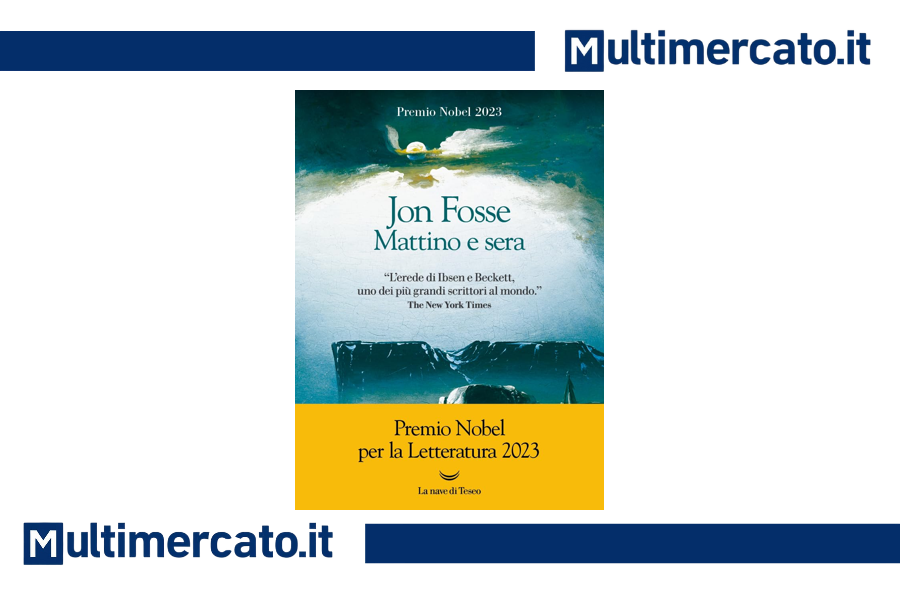 Multimercato.it
Premio Nobel 2023
Jon Fosse
Mattino e sera
“L’erede di Ibsen e Beckett,
uno dei più grandi scrittori al mondo.”
The New York Times
Premio Nobel
per la Letteratura 2023
La nave di Teseo
Multimercato.it